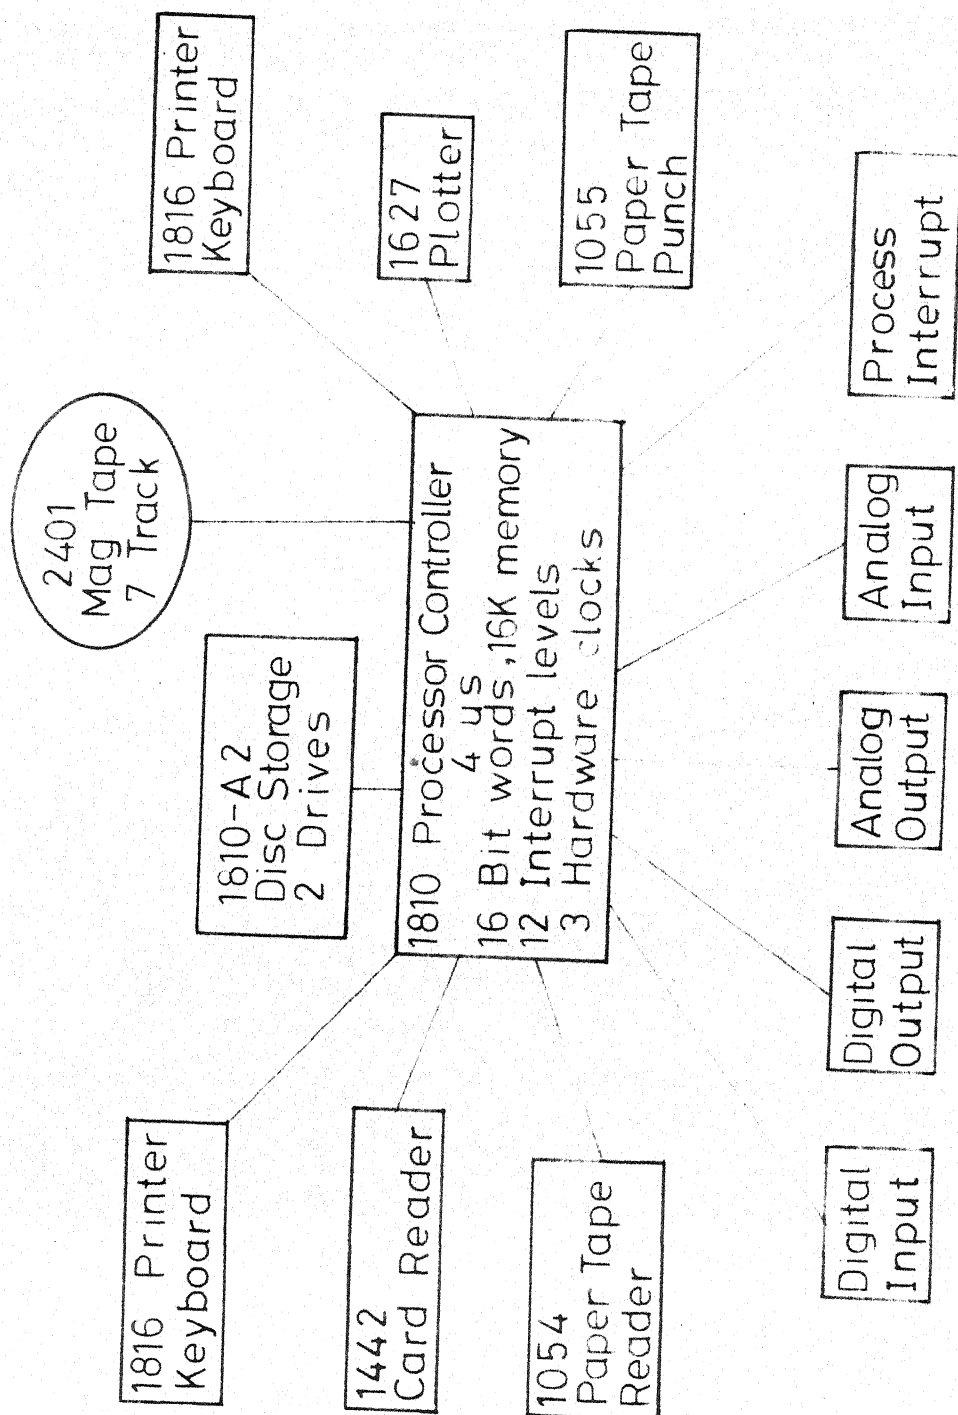 2401
Mag Tape
7 Track
1810-A2
Disc Storage
2 Drives
1816 Printer
Keyboard
1816 Printer
Keyboard
1442
Card Reader
1810 Processor Controller
4 us
16 Bit words,16K memory
12 Interrupt levels
3 Hardware clocks
1627
Plotter
1054
Paper Tape
Reader
1055
Paper Tape
Punch
Digital
Input
Digital
Output
Analog
Output
Analog
Input
Process
Interrupt